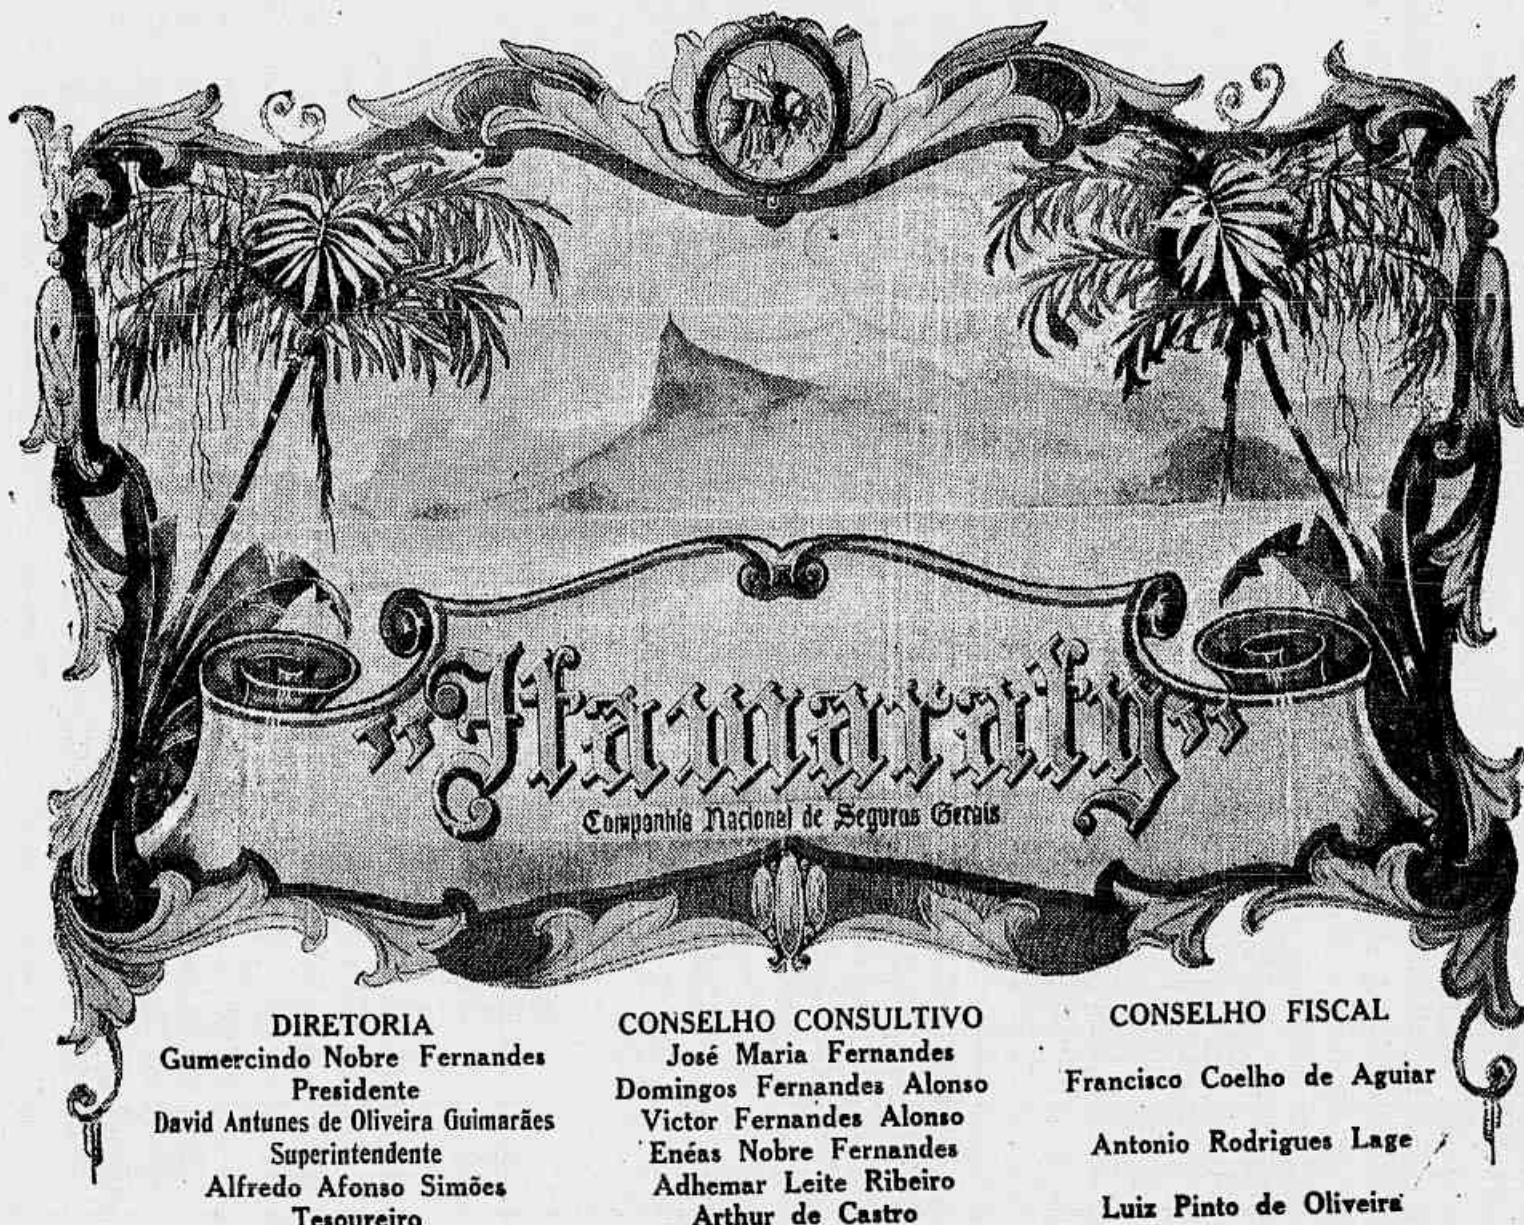 „Itamaraty”
Companhia Nacional de Seguros Gerais
DIRETORIA
Gumercindo Nobre Fernandes
Presidente
David Antunes de Oliveira Guimarães
Superintendente
Alfredo Afonso Simões
Tesoureiro
CONSELHO CONSULTIVO
José Maria Fernandes
Domingos Fernandes Alonso
Victor Fernandes Alonso
Enéas Nobre Fernandes
Adhemar Leite Ribeiro
Arthur de Castro
CONSELHO FISCAL
Francisco Coelho de Aguiar
Antonio Rodrigues Lage
Luiz Pinto de Oliveira